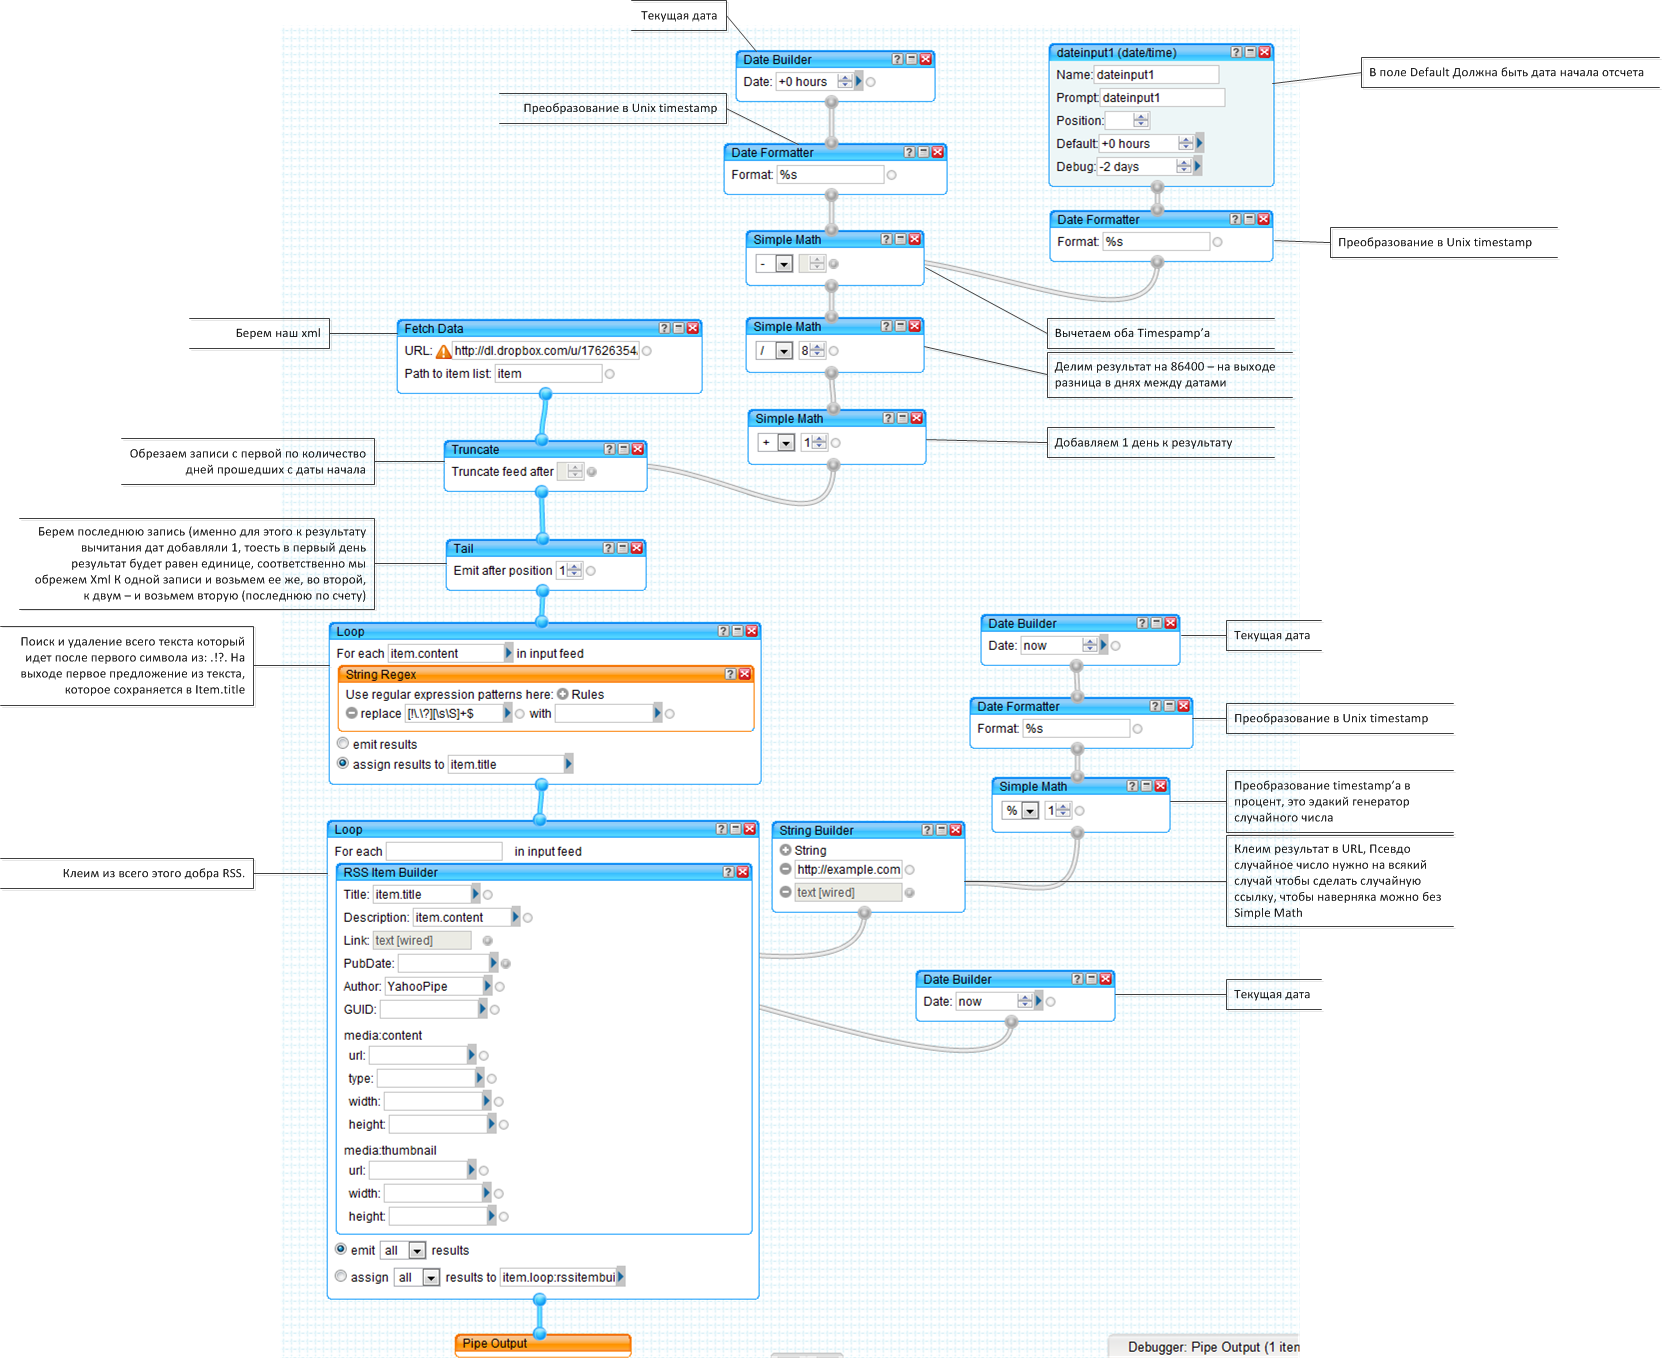 Текущая дата
Date Builder
Date: +0 hours
Преобразование в Unix timestamp
Date Formatter
Format: %s
dateinput1 (date/time)
Name: dateinput1
Prompt: dateinput1
Position:
Default: +0 hours
Debug: -2 days
В поле Default Должна быть дата начала отсчета
Date Formatter
Format: %s
Преобразование в Unix timestamp
Simple Math
-
Вычетаем оба Timespamp'а
Simple Math
/ 8
Делим результат на 86400 – на выходе
разница в днях между датами
Simple Math
+ 1
Добавляем 1 день к результату
Берем наш xml
Fetch Data
URL: http://dl.dropbox.com/u/17626354
Path to item list: item
Обрезаем записи с первой по количество
дней прошедших с даты начала
Truncate
Truncate feed after
Берем последнюю запись (именно для этого к результату
вычитания дат добавляли 1, тоесть в первый день
результат будет равен единице, соответственно мы
обрежем Xml К одной записи и возьмем ее же, во второй,
к двум – и возьмем вторую (последнюю по счету)
Tail
Emit after position 1
Поиск и удаление всего текста который
идет после первого символа из: .!?. На
выходе первое предложение из текста,
которое сохраняется в Item.title
Loop
For each item.content in input feed
String Regex
Use regular expression patterns here: Rules
replace [!\.\?][\s\S]+$ with
emit results
assign results to item.title
Date Builder
Date: now
Текущая дата
Date Formatter
Format: %s
Преобразование в Unix timestamp
Simple Math
% 1
Преобразование timestamp'а в
процент, это эдакий генератор
случайного числа
String Builder
String
http://example.com
text [wired]
Клеим результат в URL, Псевдо
случайное число нужно на всякий
случай чтобы сделать случайную
ссылку, чтобы наверняка можно без
Simple Math
Date Builder
Date: now
Текущая дата
Клеим из всего этого добра RSS.
Loop
For each in input feed
RSS Item Builder
Title: item.title
Description: item.content
Link: text [wired]
PubDate:
Author: YahooPipe
GUID:
media:content
url:
type:
width:
height:
media:thumbnail
url:
width:
height:
emit all results
assign all results to item.loop:rssitembui
Pipe Output
Debugger: Pipe Output (1 iten